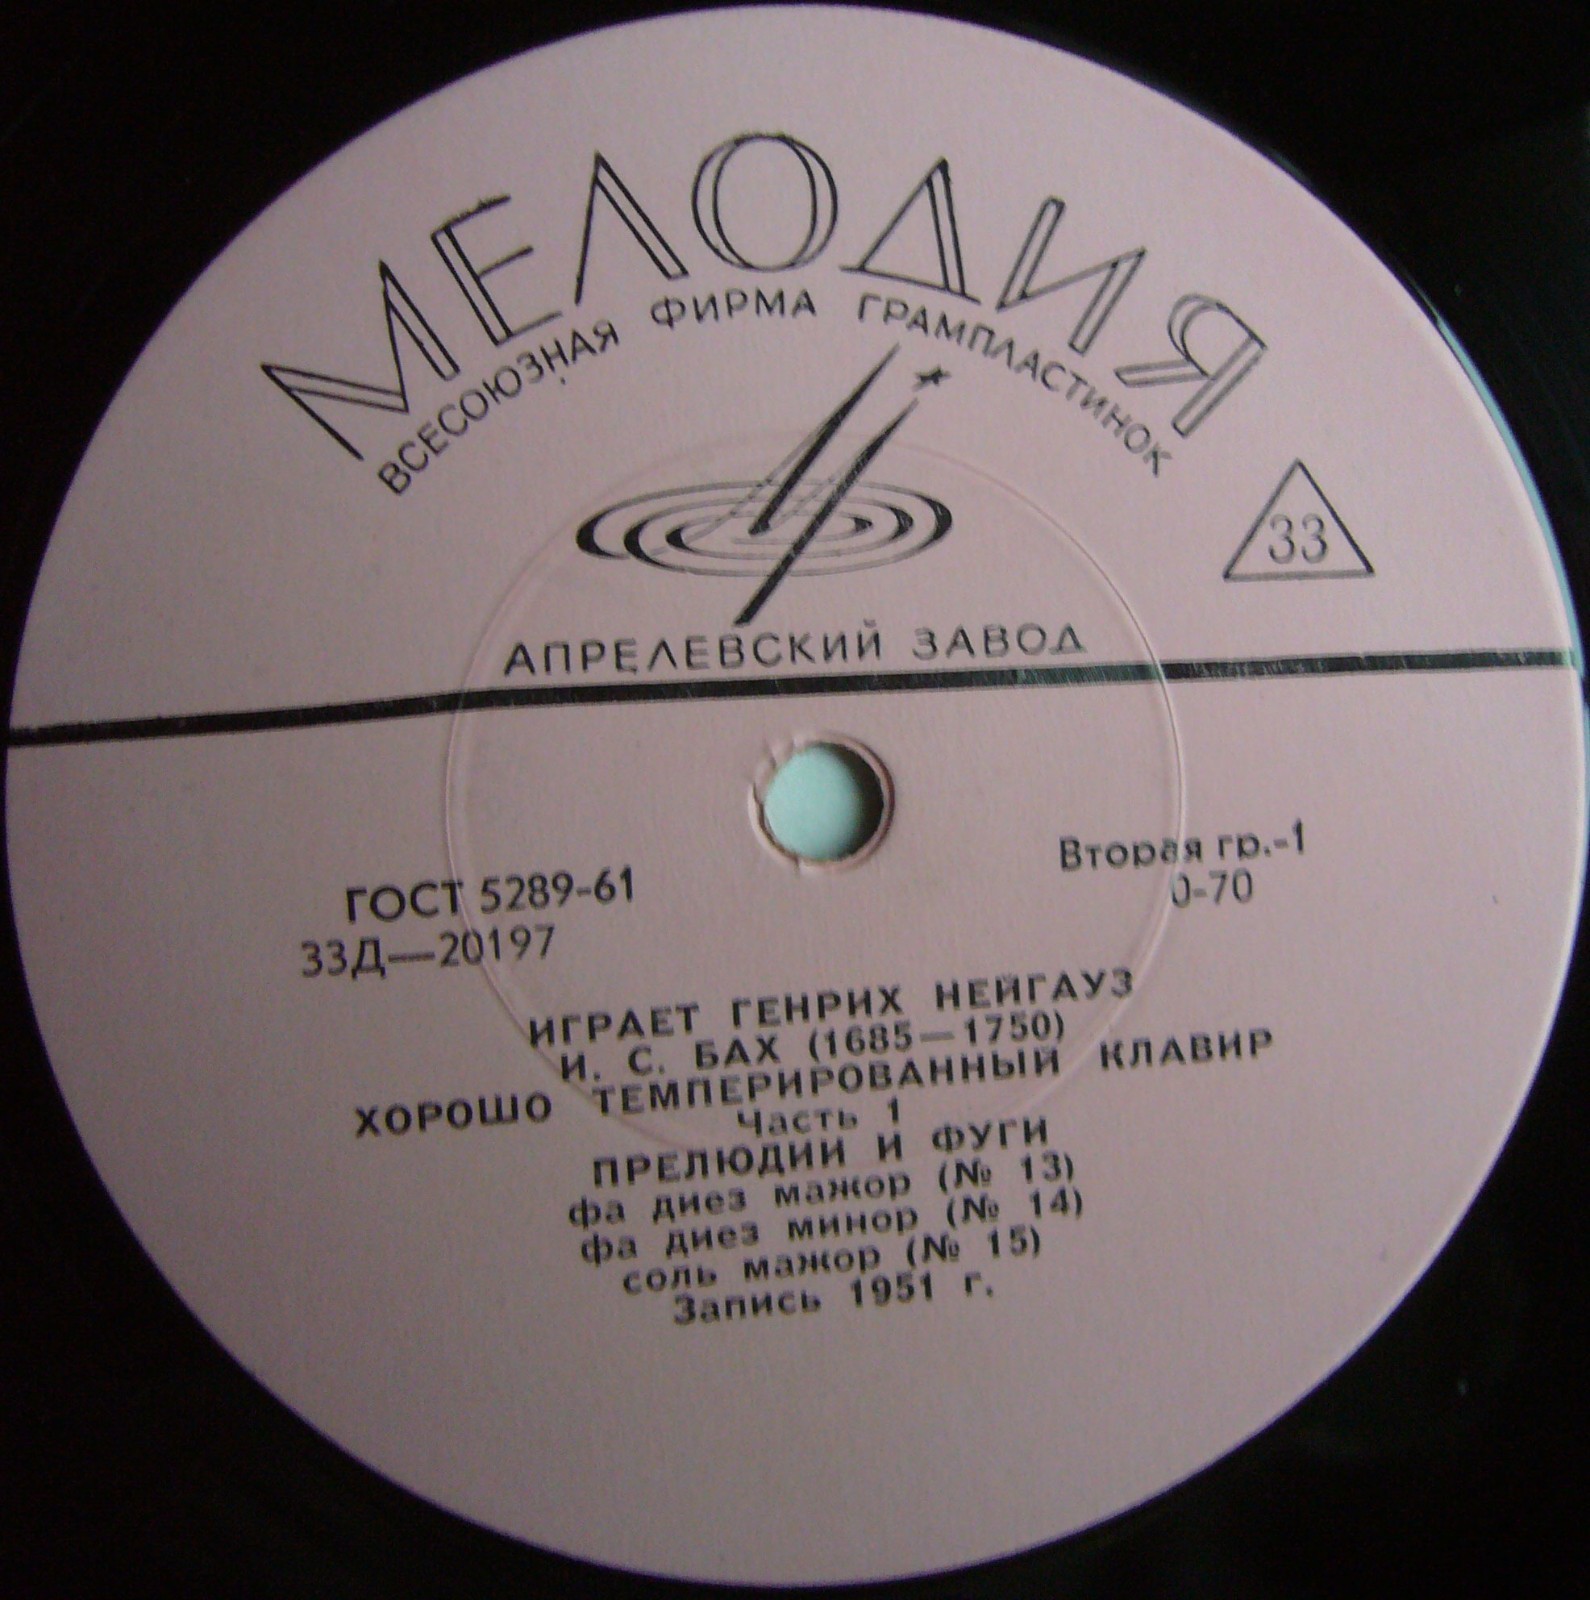 МЕЛОДИЯ
ВСЕСОЮЗНАЯ ФИРМА ГРАМПЛАСТИНОК
33
АПРЕЛЕВСКИЙ ЗАВОД
ГОСТ 5289-61
33Д—20197
Вторая гр.-1
0-70
ИГРАЕТ ГЕНРИХ НЕЙГАУЗ
И. С. БАХ (1685—1750)
ХОРОШО ТЕМПЕРИРОВАННЫЙ КЛАВИР
Часть 1
ПРЕЛЮДИИ И ФУГИ
фа диез мажор (№ 13)
фа диез минор (№ 14)
соль мажор (№ 15)
Запись 1951 г.